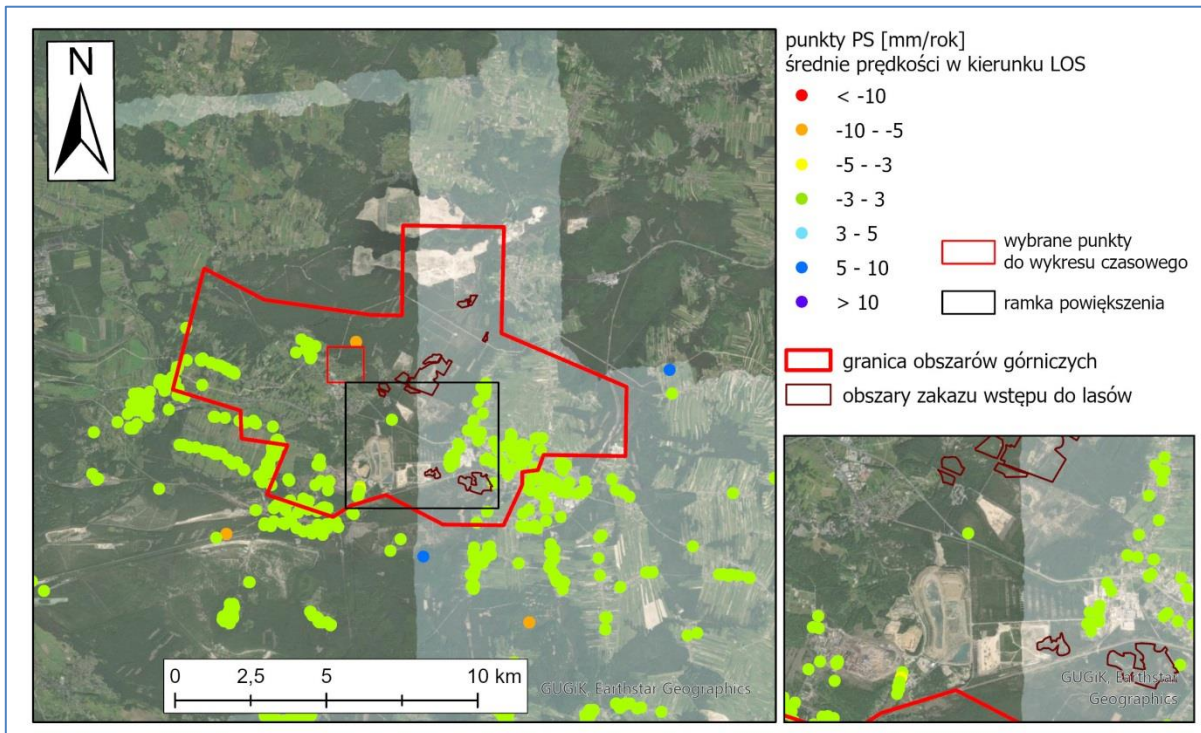 N
punkty PS [mm/rok]
średnie prędkości w kierunku LOS
< -10
-10 - -5
-5 - -3
-3 - 3
3 - 5
5 - 10
> 10
wybrane punkty
do wykresu czasowego
ramka powiększenia
granica obszarów górniczych
obszary zakazu wstępu do lasów
0 2,5 5 10 km
GUGiK, Earthstar Geographics
GUGiK, Earthstar
Geographics